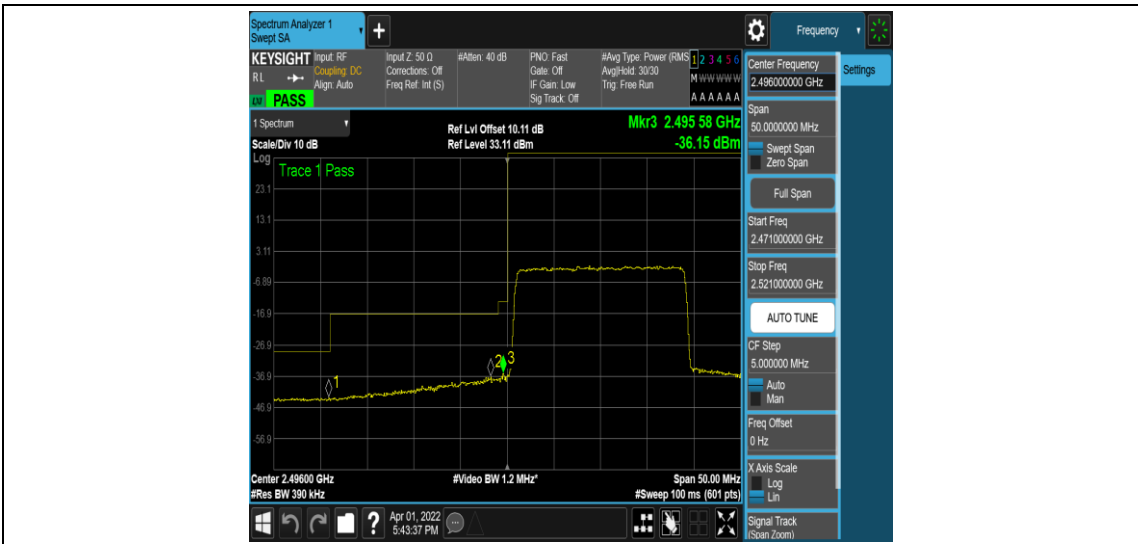 Spectrum Analyzer 1
Swept SA
Frequency
KEYSIGHT
RL
PASS
Input: RF
Coupling: DC
Align: Auto
Input Z: 50 Ω
Corrections: Off
Freq Ref: Int (S)
#Atten: 40 dB
PNO: Fast
Gate: Off
IF Gain: Low
Sig Track: Off
#Avg Type: Power (RMS
Avg|Hold: 30/30
Trig: Free Run
1 2 3 4 5 6
M W W W W W
A A A A A A
1 Spectrum
Scale/Div 10 dB
Ref Lvl Offset 10.11 dB
Ref Level 33.11 dBm
Mkr3 2.495 58 GHz
-36.15 dBm
Log
Trace 1 Pass
23.1
13.1
3.11
-6.89
-16.9
-26.9
-36.9
-46.9
-56.9
1
2
3
Center 2.49600 GHz
#Res BW 390 kHz
#Video BW 1.2 MHz*
Span 50.00 MHz
#Sweep 100 ms (601 pts)
?
Apr 01, 2022
5:43:37 PM
Center Frequency
2.496000000 GHz
Settings
Span
50.0000000 MHz
Swept Span
Zero Span
Full Span
Start Freq
2.471000000 GHz
Stop Freq
2.521000000 GHz
AUTO TUNE
CF Step
5.000000 MHz
Auto
Man
Freq Offset
0 Hz
X Axis Scale
Log
Lin
Signal Track
(Span Zoom)